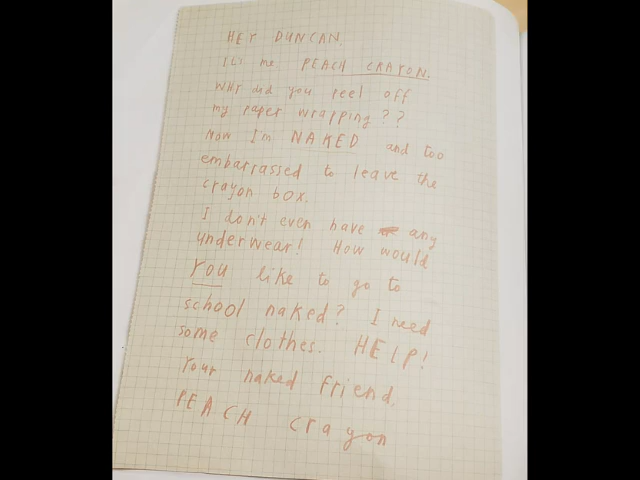 HEY DUNCAN.
It's me. PEACH CRAYON.
WHY did you peel off
my paper wrapping??
Now I'm NAKED and too
embarrassed to leave the
crayon box.
I don't even have any
underwear! How would
YOU like to go to
school naked? I need
some clothes. HELP!
Your naked friend,
PEACH crayon